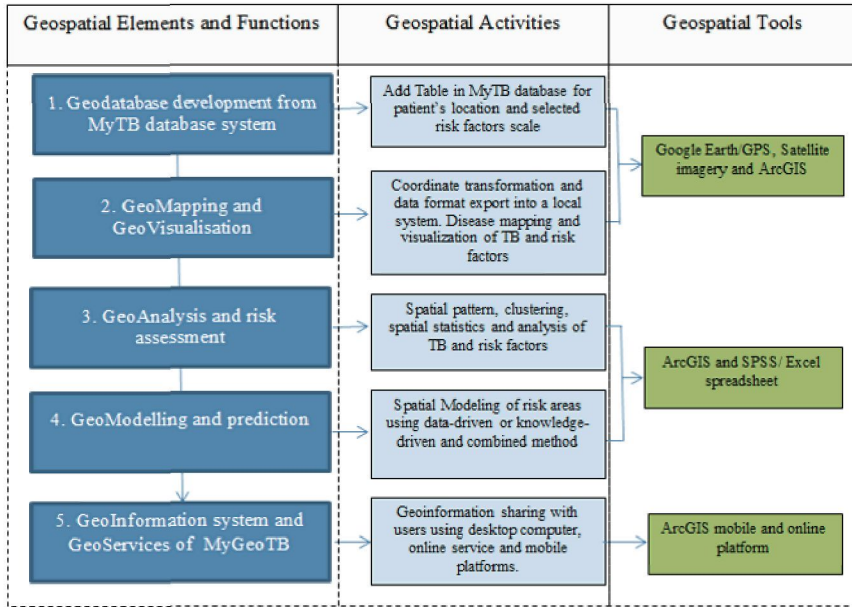 Geospatial Elements and Functions
Geospatial Activities
Geospatial Tools
1. Geodatabase development from
MyTB database system
Add Table in MyTB database for
patient's location and selected
risk factors scale
Google Earth/GPS, Satellite
imagery and ArcGIS
2. GeoMapping and
GeoVisualisation
Coordinate transformation and
data format export into a local
system. Disease mapping and
visualization of TB and risk
factors
3. GeoAnalysis and risk
assessment
Spatial pattern, clustering,
spatial statistics and analysis of
TB and risk factors
ArcGIS and SPSS/ Excel
spreadsheet
4. GeoModelling and prediction
Spatial Modeling of risk areas
using data-driven or knowledge-
driven and combined method
5. GeoInformation system and
GeoServices of MyGeoTB
Geoinformation sharing with
users using desktop computer,
online service and mobile
platforms.
ArcGIS mobile and online
platform